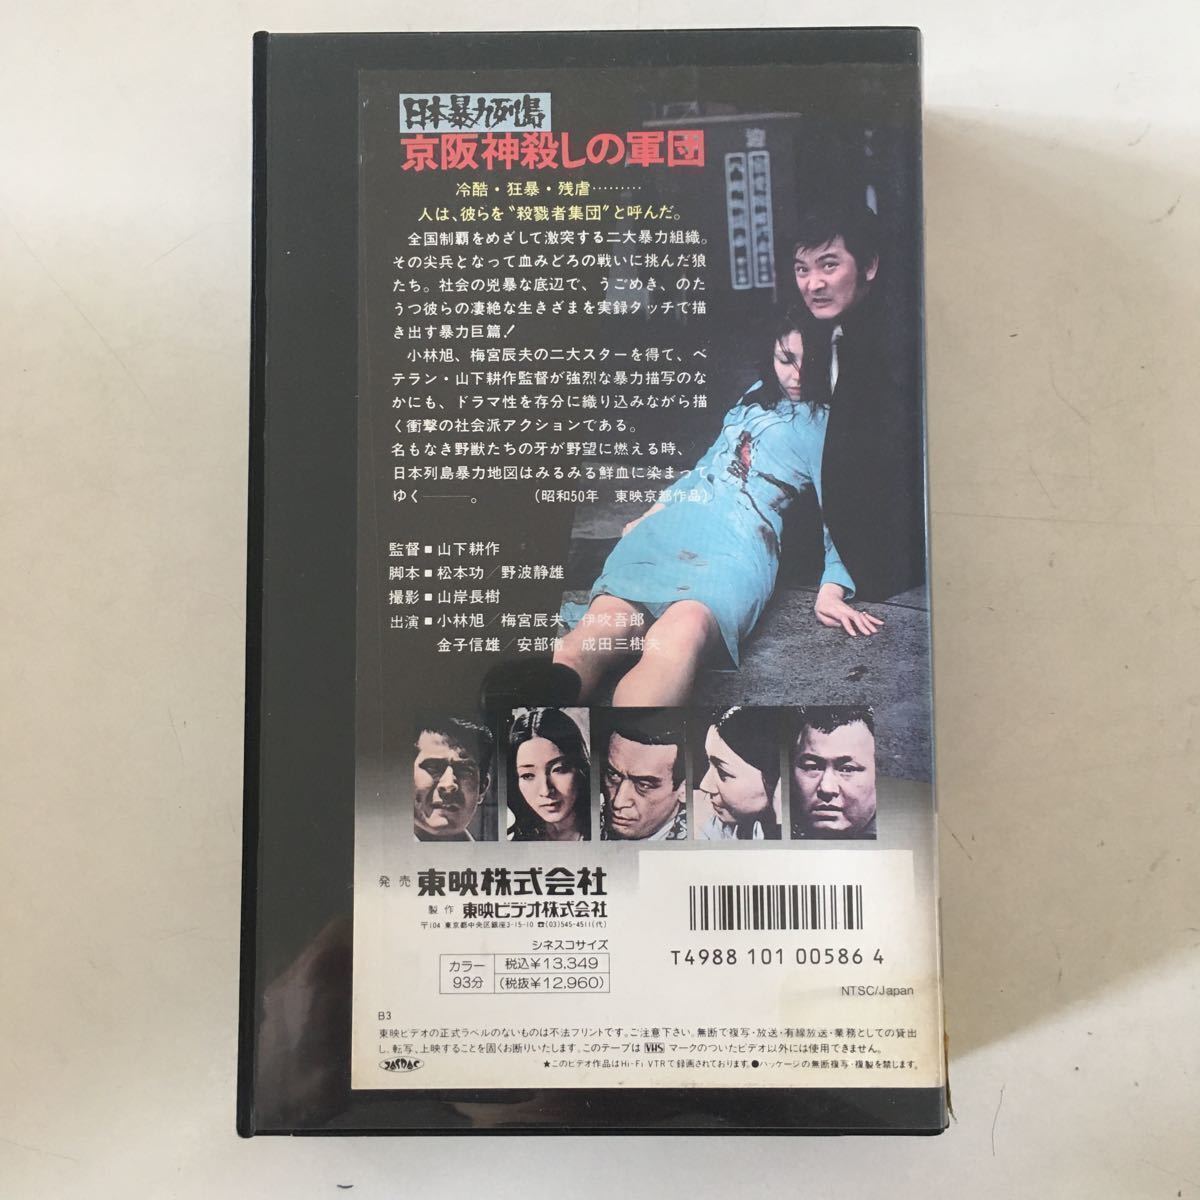 日本暴力列島
京阪神殺しの軍団
冷酷・狂暴・残虐………
人は、彼らを“殺戮者集団”と呼んだ。
全国制覇をめざして激突する二大暴力組織。
その尖兵となって血みどろの戦いに挑んだ狼
たち。社会の兇暴な底辺で、うごめき、のた
うつ彼らの凄絶な生きざまを実録タッチで描
き出す暴力巨篇!
小林旭、梅宮辰夫の二大スターを得て、ベ
テラン・山下耕作監督が強烈な暴力描写のな
かにも、ドラマ性を存分に織り込みながら描
く衝撃の社会派アクションである。
名もなき野獣たちの牙が野望に燃える時、
日本列島暴力地図はみるみる鮮血に染まって
ゆく――。 (昭和50年 東映京都作品)
監督■山下耕作
脚本■松本功/野波静雄
撮影■山岸長樹
出演■小林旭/梅宮辰夫 伊吹吾郎
金子信雄/安部徹 成田三樹夫
発売 東映株式会社
製作 東映ビデオ株式会社
〒104 東京都中央区銀座3-15-10 ☎(03)545-4511(代)
シネスコサイズ
カラー 93分
税込¥13,349
(税抜¥12,960)
T4988 101 00586 4
NTSC/Japan
B3
東映ビデオの正式ラベルのないものは不法プリントです。ご注意下さい。無断で複写・放送・有線放送・業務としての貸出
し、転写、上映することを固くお断りいたします。このテープは VHS マークのついたビデオ以外には使用できません。
JASRAC
★このビデオ作品はHi-Fi VTRで録画されております。●パッケージの無断複写・複製を禁じます。